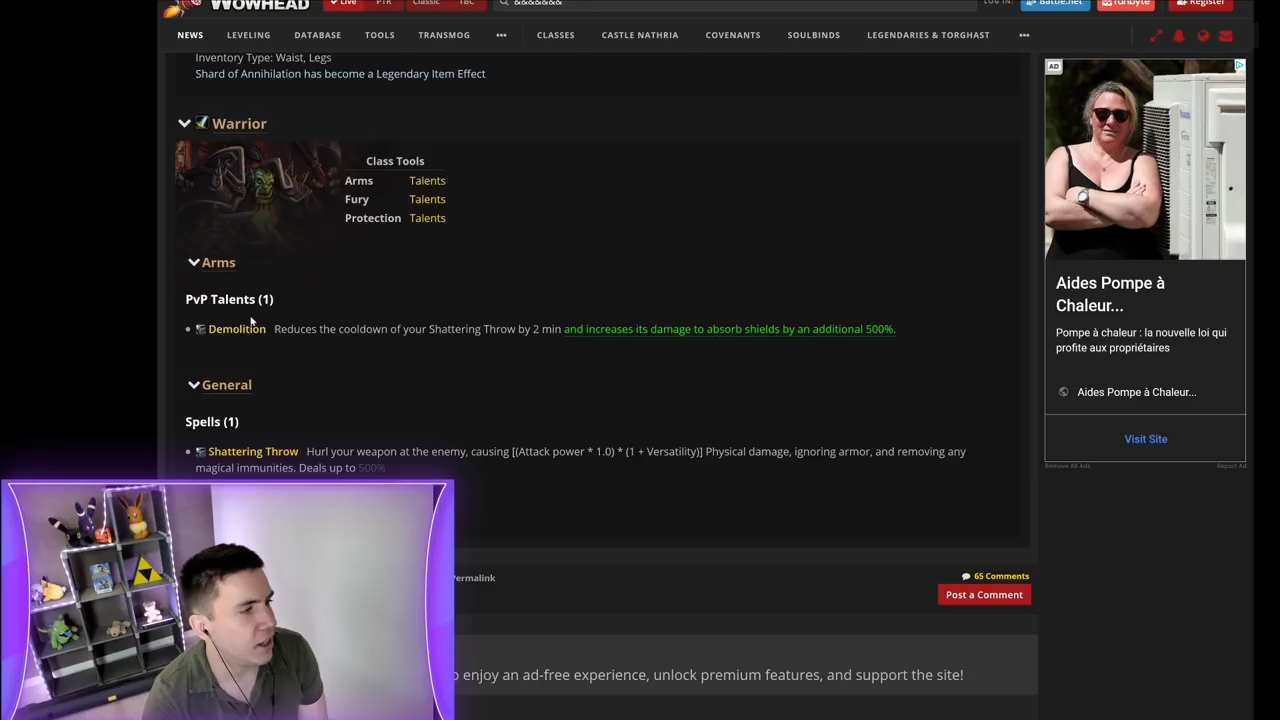 WOWHEAD
Live
PTR
Classic
TBC
&&&&&&&
LOG IN:
Battle.net
Register
NEWS
LEVELING
DATABASE
TOOLS
TRANSMOG
•••
CLASSES
CASTLE NATHRIA
COVENANTS
SOULBINDS
LEGENDARIES & TORGHAST
•••
Inventory Type: Waist, Legs
Shard of Annihilation has become a Legendary Item Effect
Warrior
Class Tools
Arms Talents
Fury Talents
Protection Talents
Arms
PvP Talents (1)
Demolition Reduces the cooldown of your Shattering Throw by 2 min and increases its damage to absorb shields by an additional 500%.
General
Spells (1)
Shattering Throw Hurl your weapon at the enemy, causing [(Attack power * 1.0) * (1 + Versatility)] Physical damage, ignoring armor, and removing any
magical immunities. Deals up to 500%
Permalink
65 Comments
Post a Comment
enjoy an ad-free experience, unlock premium features, and support the site!
AD
Aides Pompe à
Chaleur...
Pompe à chaleur : la nouvelle loi qui
profite aux propriétaires
Aides Pompe à Chaleur...
Visit Site
Remove All Ads
Report Ad